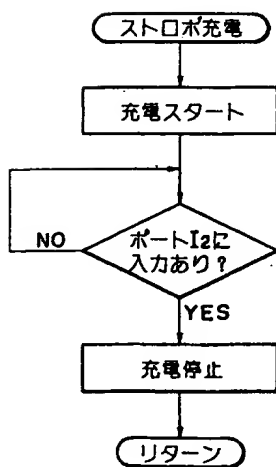 ストロボ充電
充電スタート
ポートI2に
入力あり?
NO
YES
充電停止
リターン